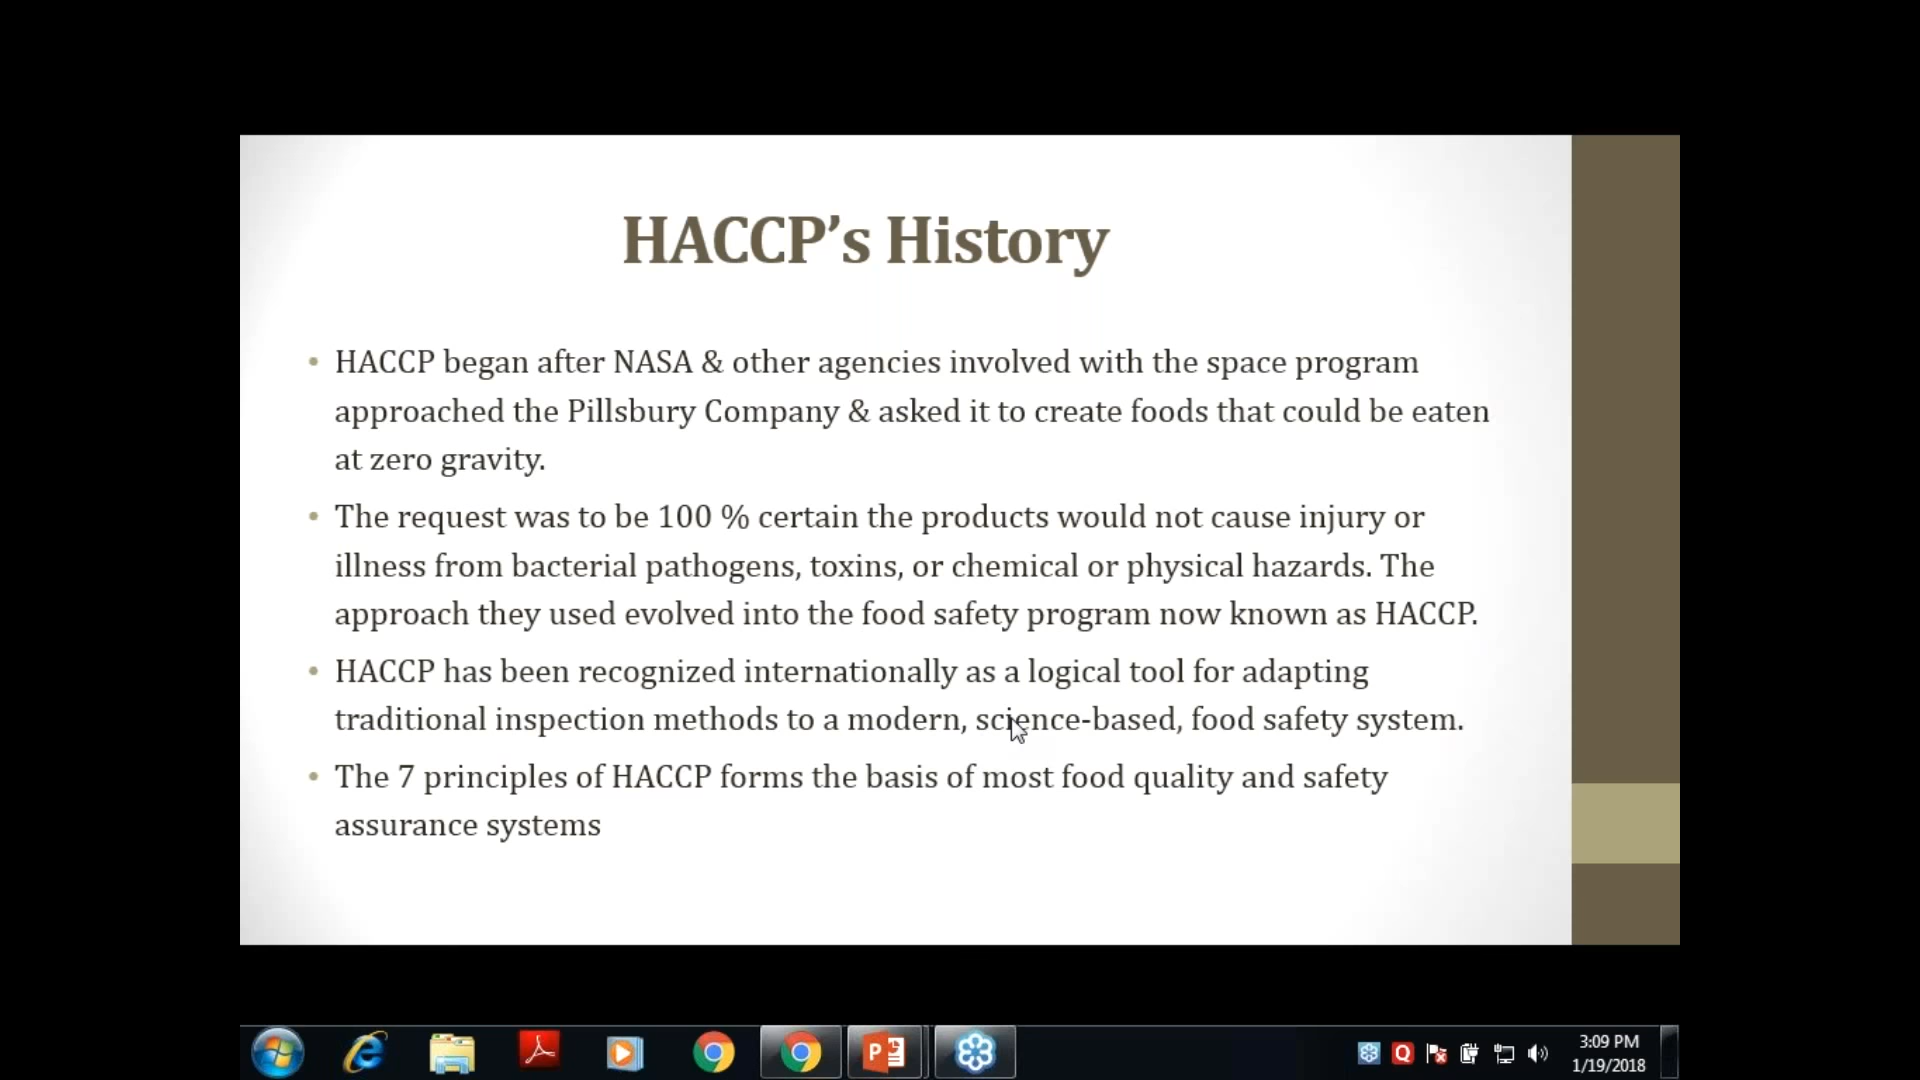 HACCP’s History
• HACCP began after NASA & other agencies involved with the space program
approached the Pillsbury Company & asked it to create foods that could be eaten
at zero gravity.
• The request was to be 100 % certain the products would not cause injury or
illness from bacterial pathogens, toxins, or chemical or physical hazards. The
approach they used evolved into the food safety program now known as HACCP.
• HACCP has been recognized internationally as a logical tool for adapting
traditional inspection methods to a modern, science-based, food safety system.
• The 7 principles of HACCP forms the basis of most food quality and safety
assurance systems
3:09 PM
1/19/2018